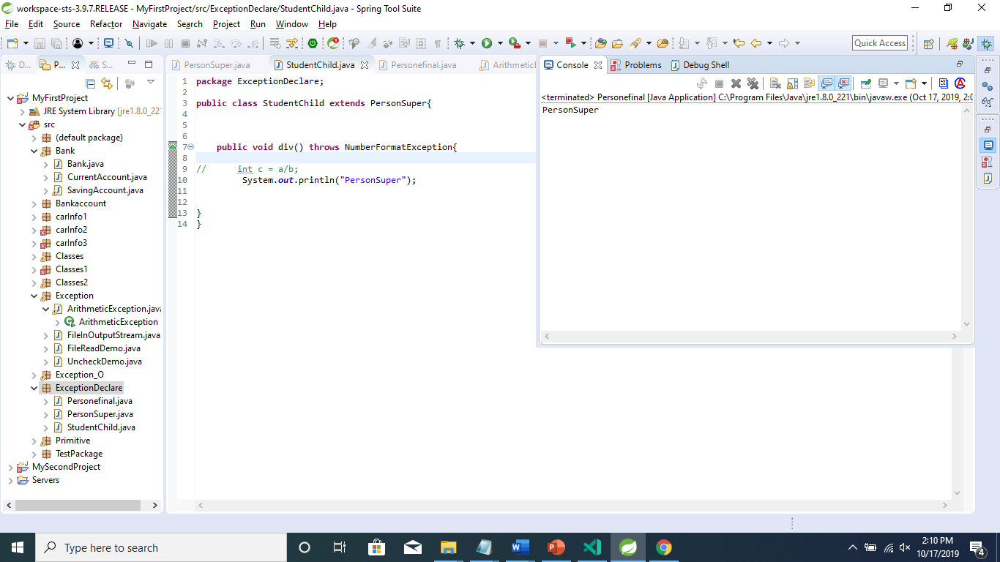 workspace-sts-3.9.7.RELEASE - MyFirstProject/src/ExceptionDeclare/StudentChild.java - Spring Tool Suite
File Edit Source Refactor Navigate Search Project Run Window Help
Quick Access
D... P... S...
MyFirstProject
JRE System Library [jre1.8.0_22
src
(default package)
Bank
Bank.java
CurrentAccount.java
SavingAccount.java
Bankaccount
carInfo1
carInfo2
carInfo3
Classes
Classes1
Classes2
Exception
ArithmeticException.java
ArithmeticException
FileInOutputStream.java
FileReadDemo.java
UncheckDemo.java
Exception_O
ExceptionDeclare
Personefinal.java
PersonSuper.java
StudentChild.java
Primitive
TestPackage
MySecondProject
Servers
PersonSuper.java StudentChild.java Personefinal.java Arithmetic
1 package ExceptionDeclare;
2
3 public class StudentChild extends PersonSuper{
4
5
6
7 public void div() throws NumberFormatException{
8
9 // int c = a/b;
10 System.out.println("PersonSuper");
11
12
13 }
14 }
Console Problems Debug Shell
<terminated> Personefinal [Java Application] C:\Program Files\Java\jre1.8.0_221\bin\javaw.exe (Oct 17, 2019, 2:0
PersonSuper
Type here to search
2:10 PM
10/17/2019
4